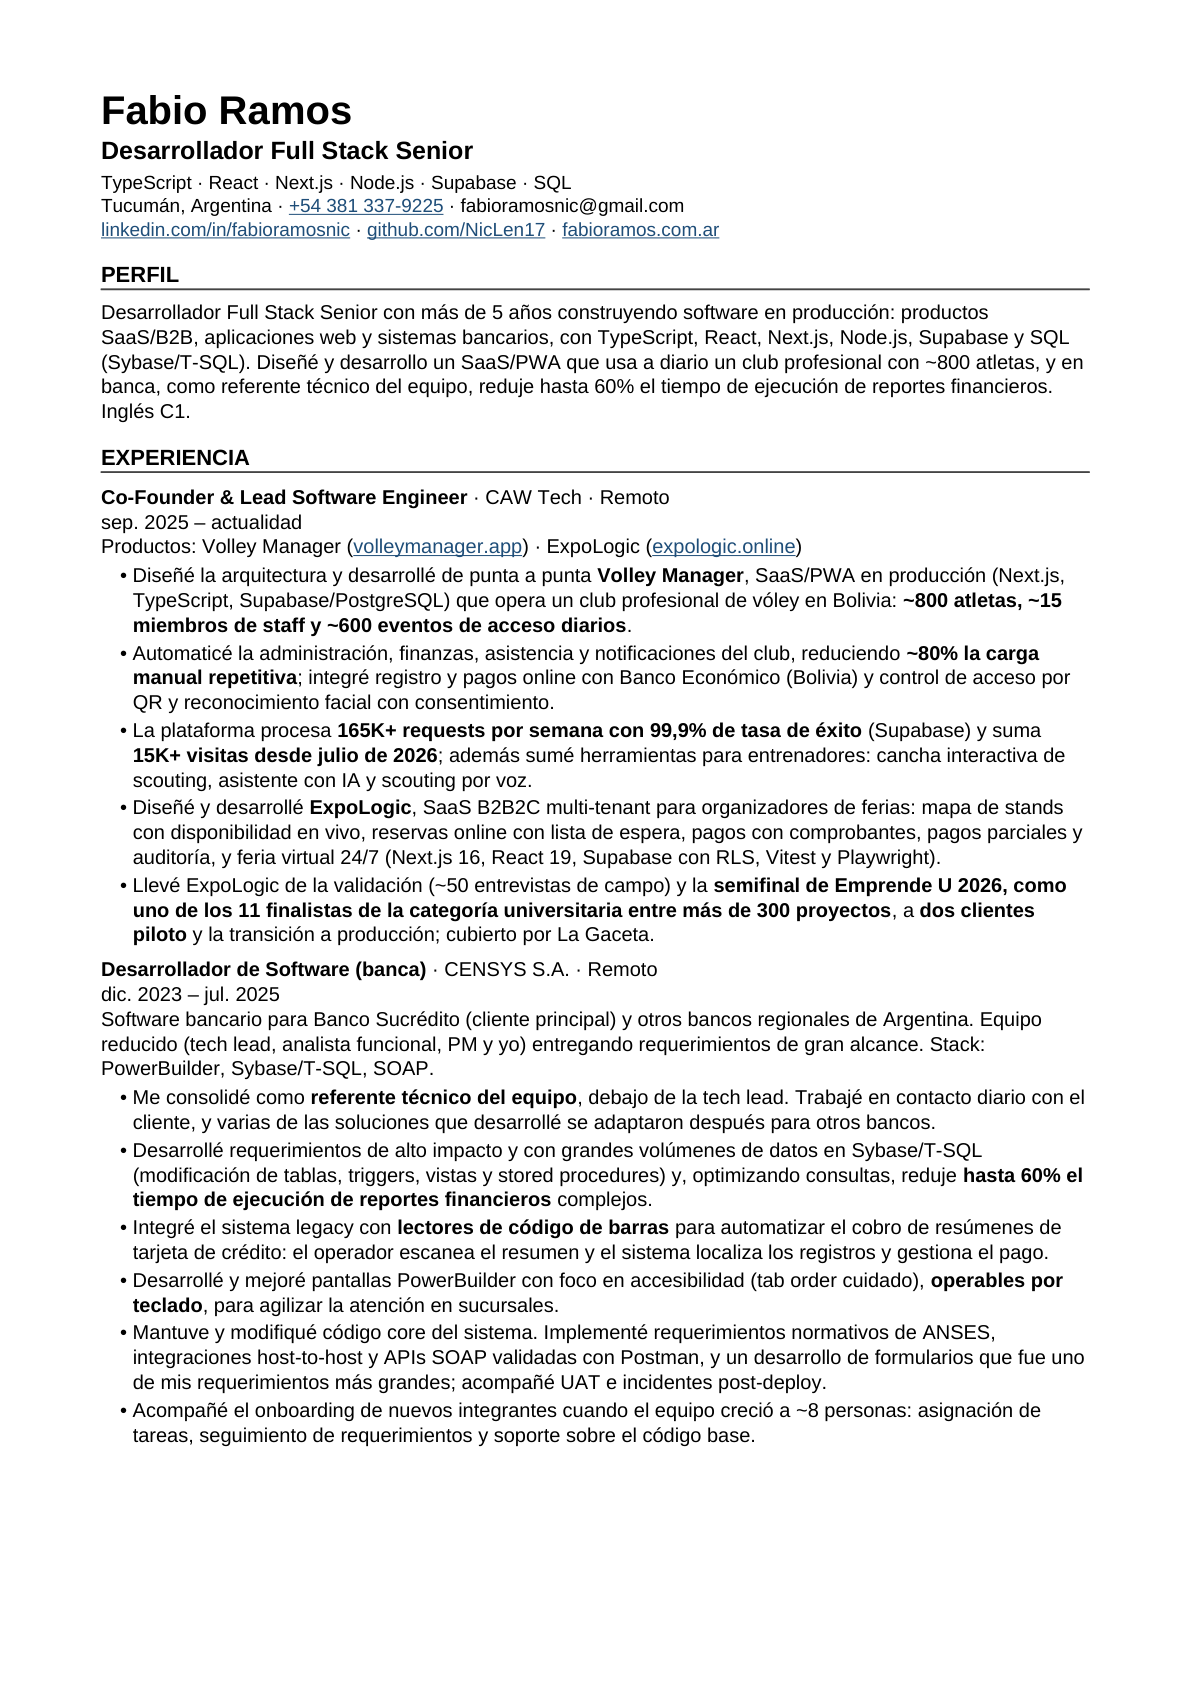 Fabio Ramos
Desarrollador Full Stack Senior
TypeScript · React · Next.js · Node.js · Supabase · SQL
Tucumán, Argentina · +54 381 337-9225 · fabioramosnic@gmail.com
linkedin.com/in/fabioramosnic · github.com/NicLen17 · fabioramos.com.ar
PERFIL
Desarrollador Full Stack Senior con más de 5 años construyendo software en producción: productos
SaaS/B2B, aplicaciones web y sistemas bancarios, con TypeScript, React, Next.js, Node.js, Supabase y SQL
(Sybase/T-SQL). Diseñé y desarrollo un SaaS/PWA que usa a diario un club profesional con ~800 atletas, y en
banca, como referente técnico del equipo, reduje hasta 60% el tiempo de ejecución de reportes financieros.
Inglés C1.
EXPERIENCIA
Co-Founder & Lead Software Engineer · CAW Tech · Remoto
sep. 2025 – actualidad
Productos: Volley Manager (volleymanager.app) · ExpoLogic (expologic.online)
• Diseñé la arquitectura y desarrollé de punta a punta Volley Manager, SaaS/PWA en producción (Next.js,
TypeScript, Supabase/PostgreSQL) que opera un club profesional de vóley en Bolivia: ~800 atletas, ~15
miembros de staff y ~600 eventos de acceso diarios.
• Automaticé la administración, finanzas, asistencia y notificaciones del club, reduciendo ~80% la carga
manual repetitiva; integré registro y pagos online con Banco Económico (Bolivia) y control de acceso por
QR y reconocimiento facial con consentimiento.
• La plataforma procesa 165K+ requests por semana con 99,9% de tasa de éxito (Supabase) y suma
15K+ visitas desde julio de 2026; además sumé herramientas para entrenadores: cancha interactiva de
scouting, asistente con IA y scouting por voz.
• Diseñé y desarrollé ExpoLogic, SaaS B2B2C multi-tenant para organizadores de ferias: mapa de stands
con disponibilidad en vivo, reservas online con lista de espera, pagos con comprobantes, pagos parciales y
auditoría, y feria virtual 24/7 (Next.js 16, React 19, Supabase con RLS, Vitest y Playwright).
• Llevé ExpoLogic de la validación (~50 entrevistas de campo) y la semifinal de Emprende U 2026, como
uno de los 11 finalistas de la categoría universitaria entre más de 300 proyectos, a dos clientes
piloto y la transición a producción; cubierto por La Gaceta.
Desarrollador de Software (banca) · CENSYS S.A. · Remoto
dic. 2023 – jul. 2025
Software bancario para Banco Sucrédito (cliente principal) y otros bancos regionales de Argentina. Equipo
reducido (tech lead, analista funcional, PM y yo) entregando requerimientos de gran alcance. Stack:
PowerBuilder, Sybase/T-SQL, SOAP.
• Me consolidé como referente técnico del equipo, debajo de la tech lead. Trabajé en contacto diario con el
cliente, y varias de las soluciones que desarrollé se adaptaron después para otros bancos.
• Desarrollé requerimientos de alto impacto y con grandes volúmenes de datos en Sybase/T-SQL
(modificación de tablas, triggers, vistas y stored procedures) y, optimizando consultas, reduje hasta 60% el
tiempo de ejecución de reportes financieros complejos.
• Integré el sistema legacy con lectores de código de barras para automatizar el cobro de resúmenes de
tarjeta de crédito: el operador escanea el resumen y el sistema localiza los registros y gestiona el pago.
• Desarrollé y mejoré pantallas PowerBuilder con foco en accesibilidad (tab order cuidado), operables por
teclado, para agilizar la atención en sucursales.
• Mantuve y modifiqué código core del sistema. Implementé requerimientos normativos de ANSES,
integraciones host-to-host y APIs SOAP validadas con Postman, y un desarrollo de formularios que fue uno
de mis requerimientos más grandes; acompañé UAT e incidentes post-deploy.
• Acompañé el onboarding de nuevos integrantes cuando el equipo creció a ~8 personas: asignación de
tareas, seguimiento de requerimientos y soporte sobre el código base.